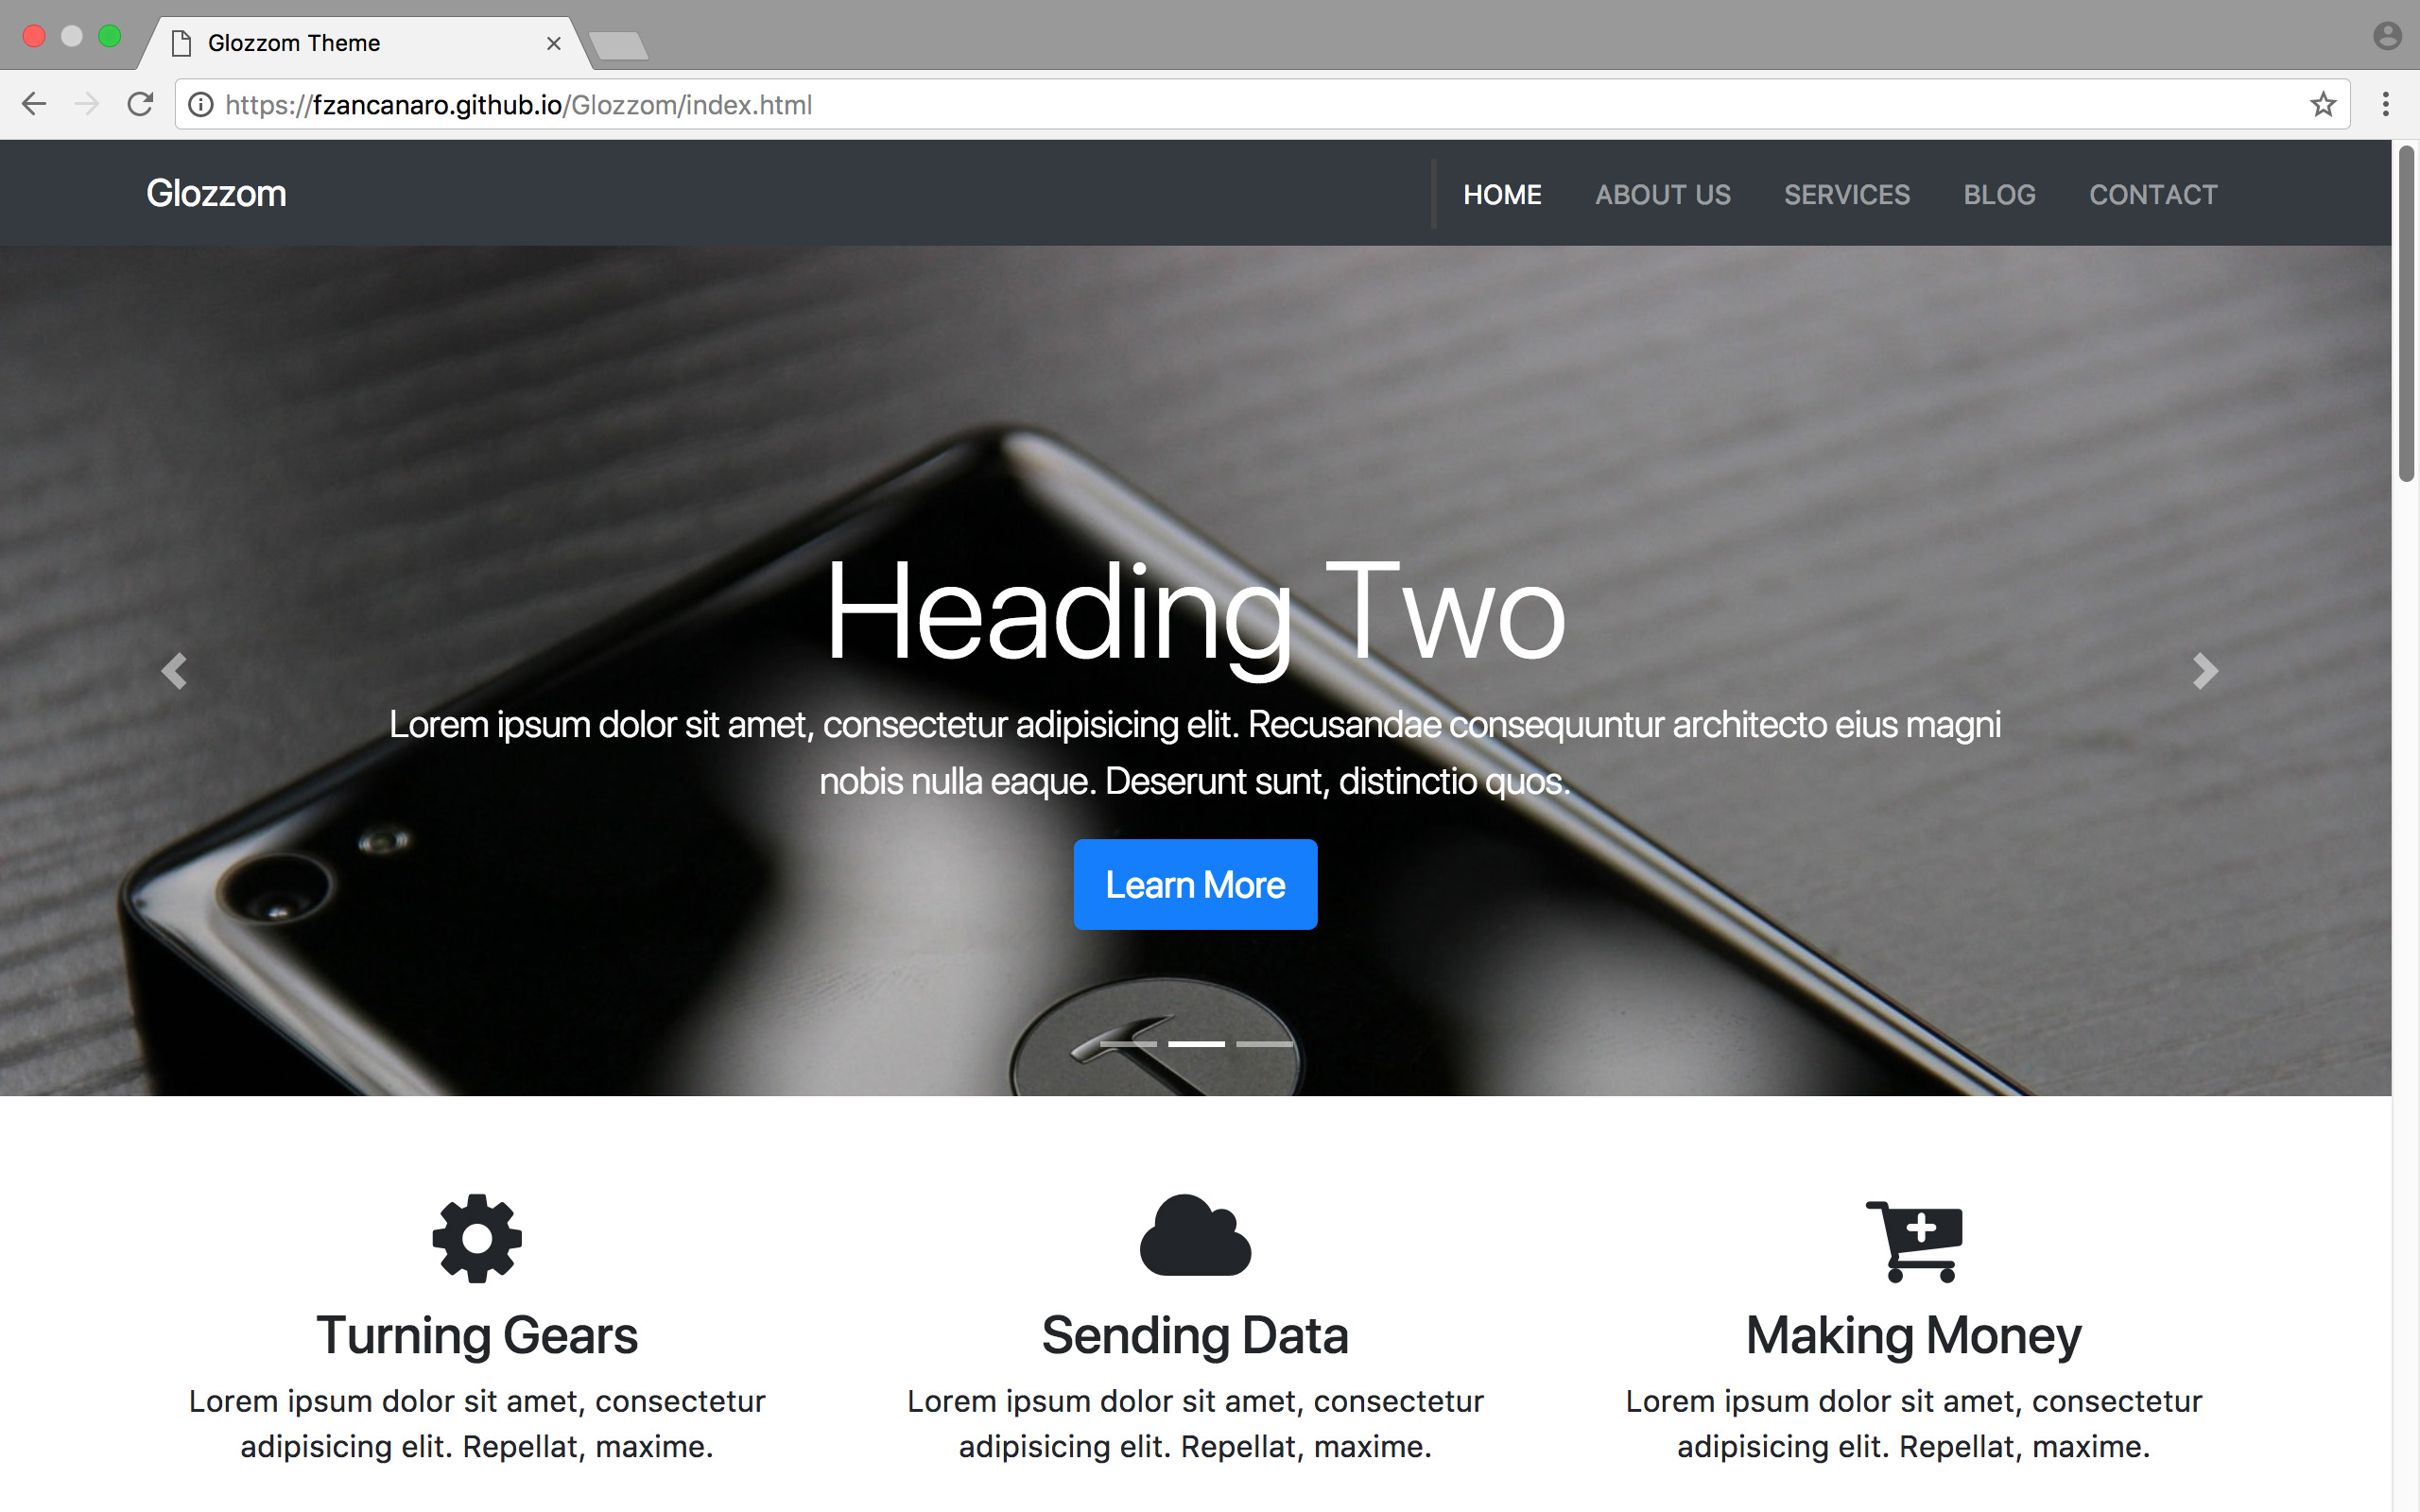 Glozzom Theme
https://fzancanaro.github.io/Glozzom/index.html
Glozzom
HOME ABOUT US SERVICES BLOG CONTACT
Heading Two
Lorem ipsum dolor sit amet, consectetur adipisicing elit. Recusandae consequuntur architecto eius magni
nobis nulla eaque. Deserunt sunt, distinctio quos.
Learn More
Turning Gears
Lorem ipsum dolor sit amet, consectetur
adipisicing elit. Repellat, maxime.
Sending Data
Lorem ipsum dolor sit amet, consectetur
adipisicing elit. Repellat, maxime.
Making Money
Lorem ipsum dolor sit amet, consectetur
adipisicing elit. Repellat, maxime.